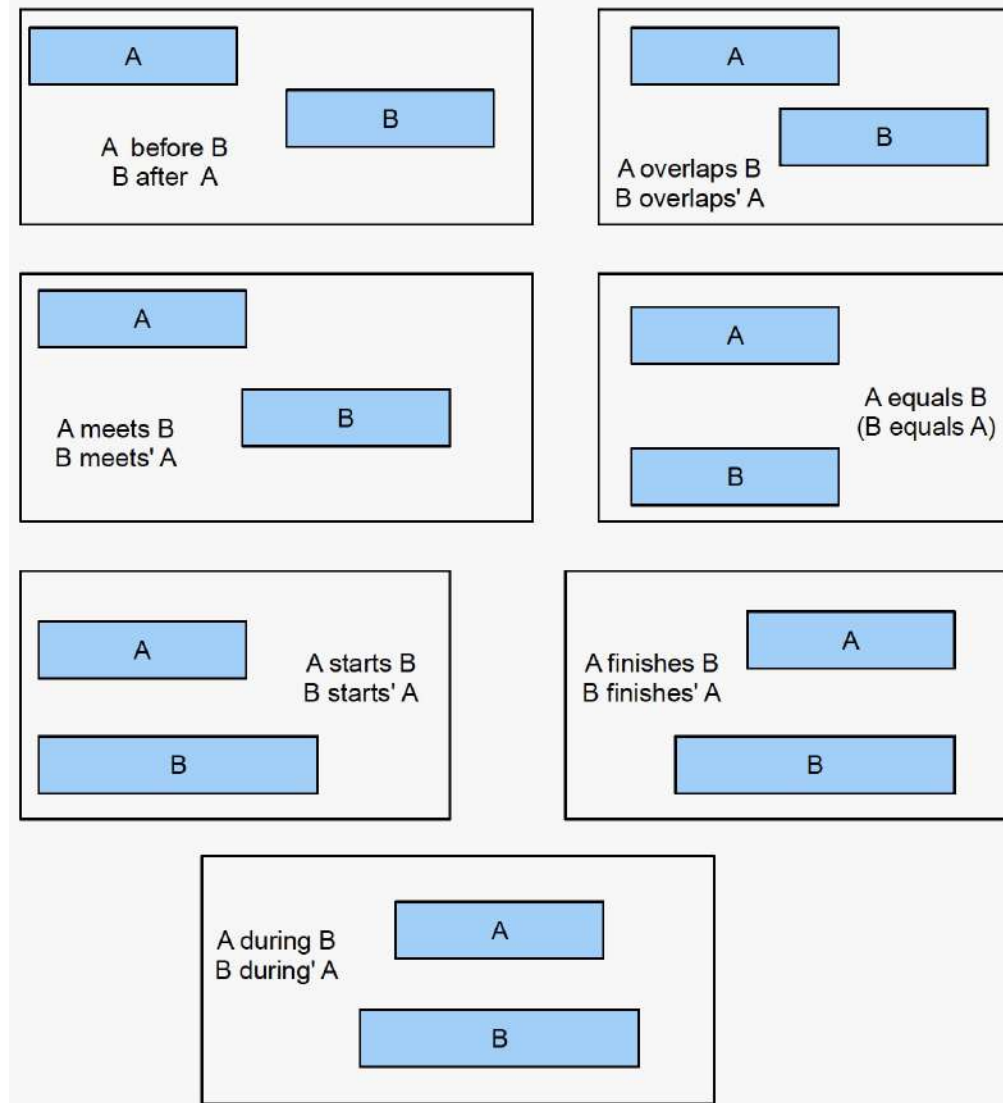 A
B
A before B
B after A
A
B
A overlaps B
B overlaps' A
A
B
A meets B
B meets' A
A
A equals B
(B equals A)
B
A
A starts B
B starts' A
B
A
A finishes B
B finishes' A
B
A
A during B
B during' A
B